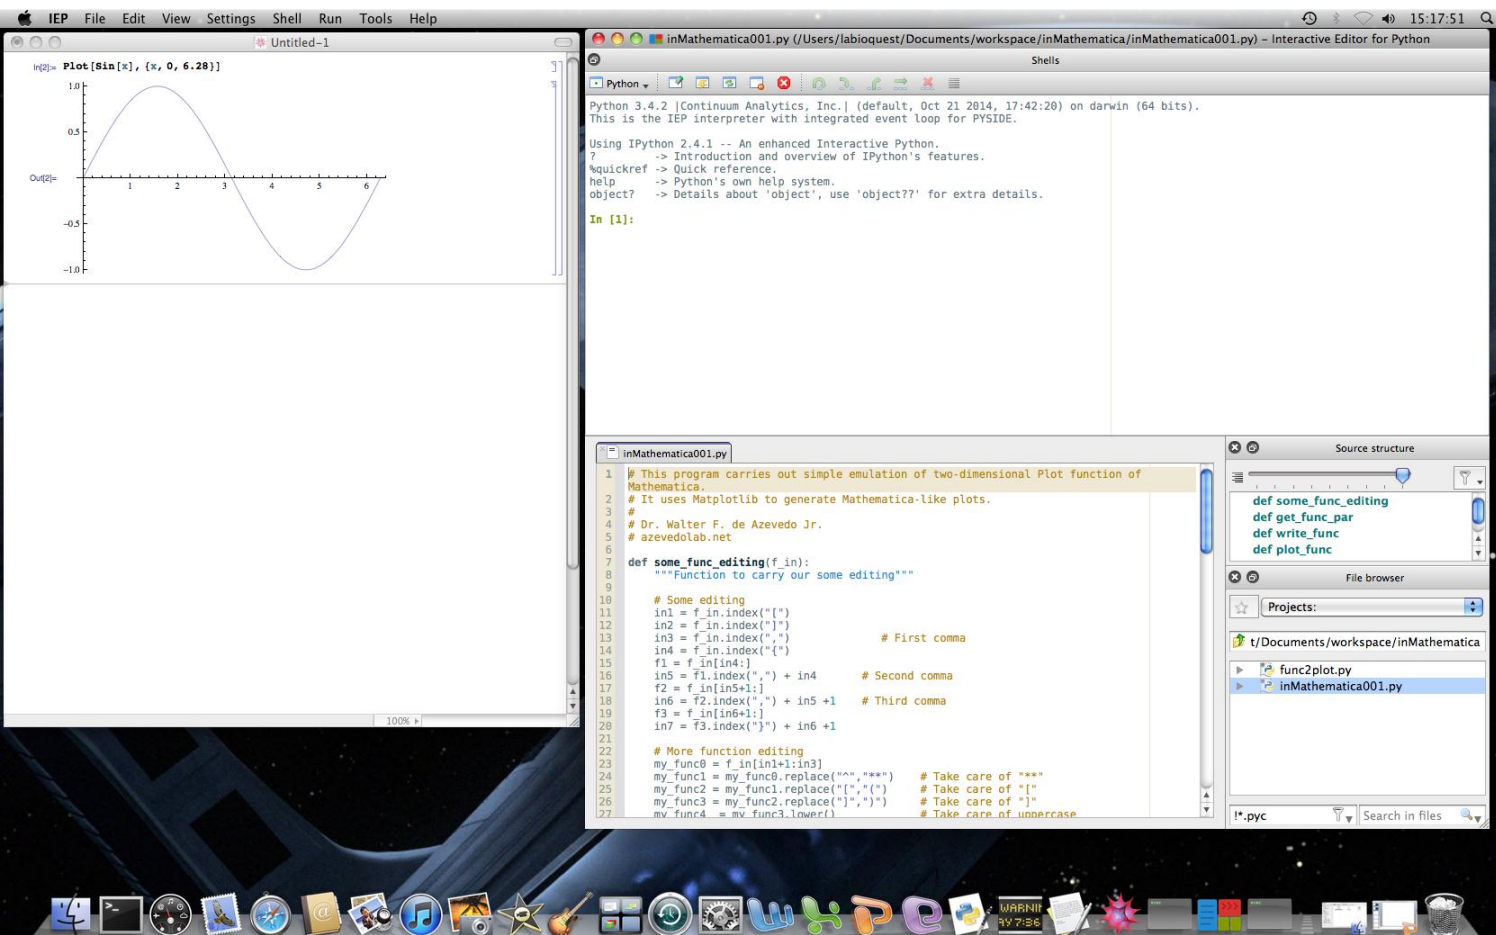 IEP File Edit View Settings Shell Run Tools Help 15:17:51
Untitled-1
In[2]:= Plot[Sin[x], {x, 0, 6.28}]
1.0
0.5
Out[2]=
1 2 3 4 5 6
-0.5
-1.0
100%
inMathematica001.py (/Users/labioquest/Documents/workspace/inMathematica/inMathematica001.py) – Interactive Editor for Python
Shells
Python
Python 3.4.2 |Continuum Analytics, Inc.| (default, Oct 21 2014, 17:42:20) on darwin (64 bits).
This is the IEP interpreter with integrated event loop for PYSIDE.
Using IPython 2.4.1 -- An enhanced Interactive Python.
? -> Introduction and overview of IPython's features.
%quickref -> Quick reference.
help -> Python's own help system.
object? -> Details about 'object', use 'object??' for extra details.
In [1]:
inMathematica001.py
1 # This program carries out simple emulation of two-dimensional Plot function of
Mathematica.
2 # It uses Matplotlib to generate Mathematica-like plots.
3 #
4 # Dr. Walter F. de Azevedo Jr.
5 # azevedolab.net
6
7 def some_func_editing(f_in):
8 """Function to carry our some editing"""
9
10 # Some editing
11 in1 = f_in.index("[")
12 in2 = f_in.index("]")
13 in3 = f_in.index(",") # First comma
14 in4 = f_in.index("{")
15 f1 = f_in[in4:]
16 in5 = f1.index(",") + in4 # Second comma
17 f2 = f_in[in5+1:]
18 in6 = f2.index(",") + in5 +1 # Third comma
19 f3 = f_in[in6+1:]
20 in7 = f3.index("}") + in6 +1
21
22 # More function editing
23 my_func0 = f_in[in1+1:in3]
24 my_func1 = my_func0.replace("^","**") # Take care of "**"
25 my_func2 = my_func1.replace("[","(") # Take care of "["
26 my_func3 = my_func2.replace("]",")") # Take care of "]"
27 my_func4 = my_func3.lower() # Take care of uppercase
Source structure
def some_func_editing
def get_func_par
def write_func
def plot_func
File browser
Projects:
t/Documents/workspace/inMathematica
func2plot.py
inMathematica001.py
!*.pyc
Search in files
WARNI
AY 7:36